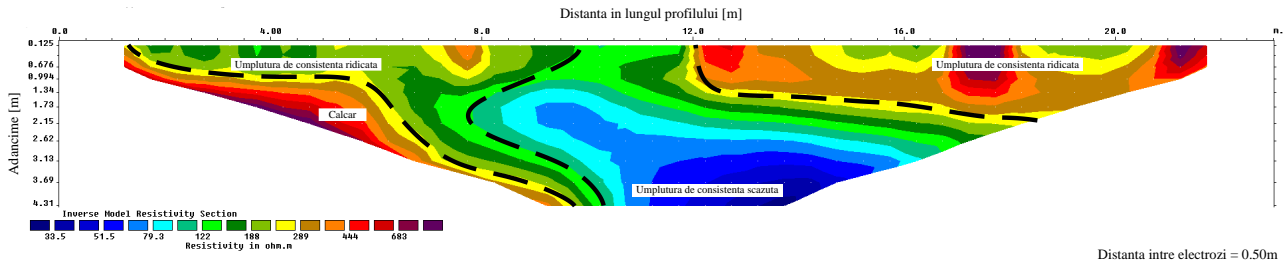 Distanta in lungul profilului [m]
0.0 4.00 8.0 12.0 16.0 20.0 m.
Adancime [m]
0.125
0.676
0.994
1.34
1.73
2.15
2.62
3.13
3.69
4.31
Umplutura de consistenta ridicata
Umplutura de consistenta ridicata
Calcar
Umplutura de consistenta scazuta
Inverse Model Resistivity Section
33.5 51.5 79.3 122 188 289 444 683
Resistivity in ohm.m
Distanta intre electrozi = 0.50m